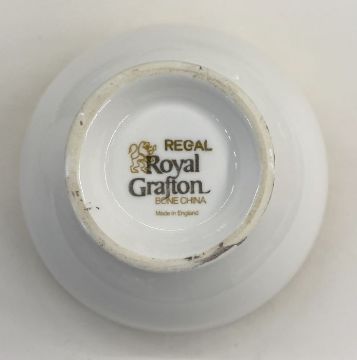 REGAL
Royal
Grafton
BONE CHINA
Made in England